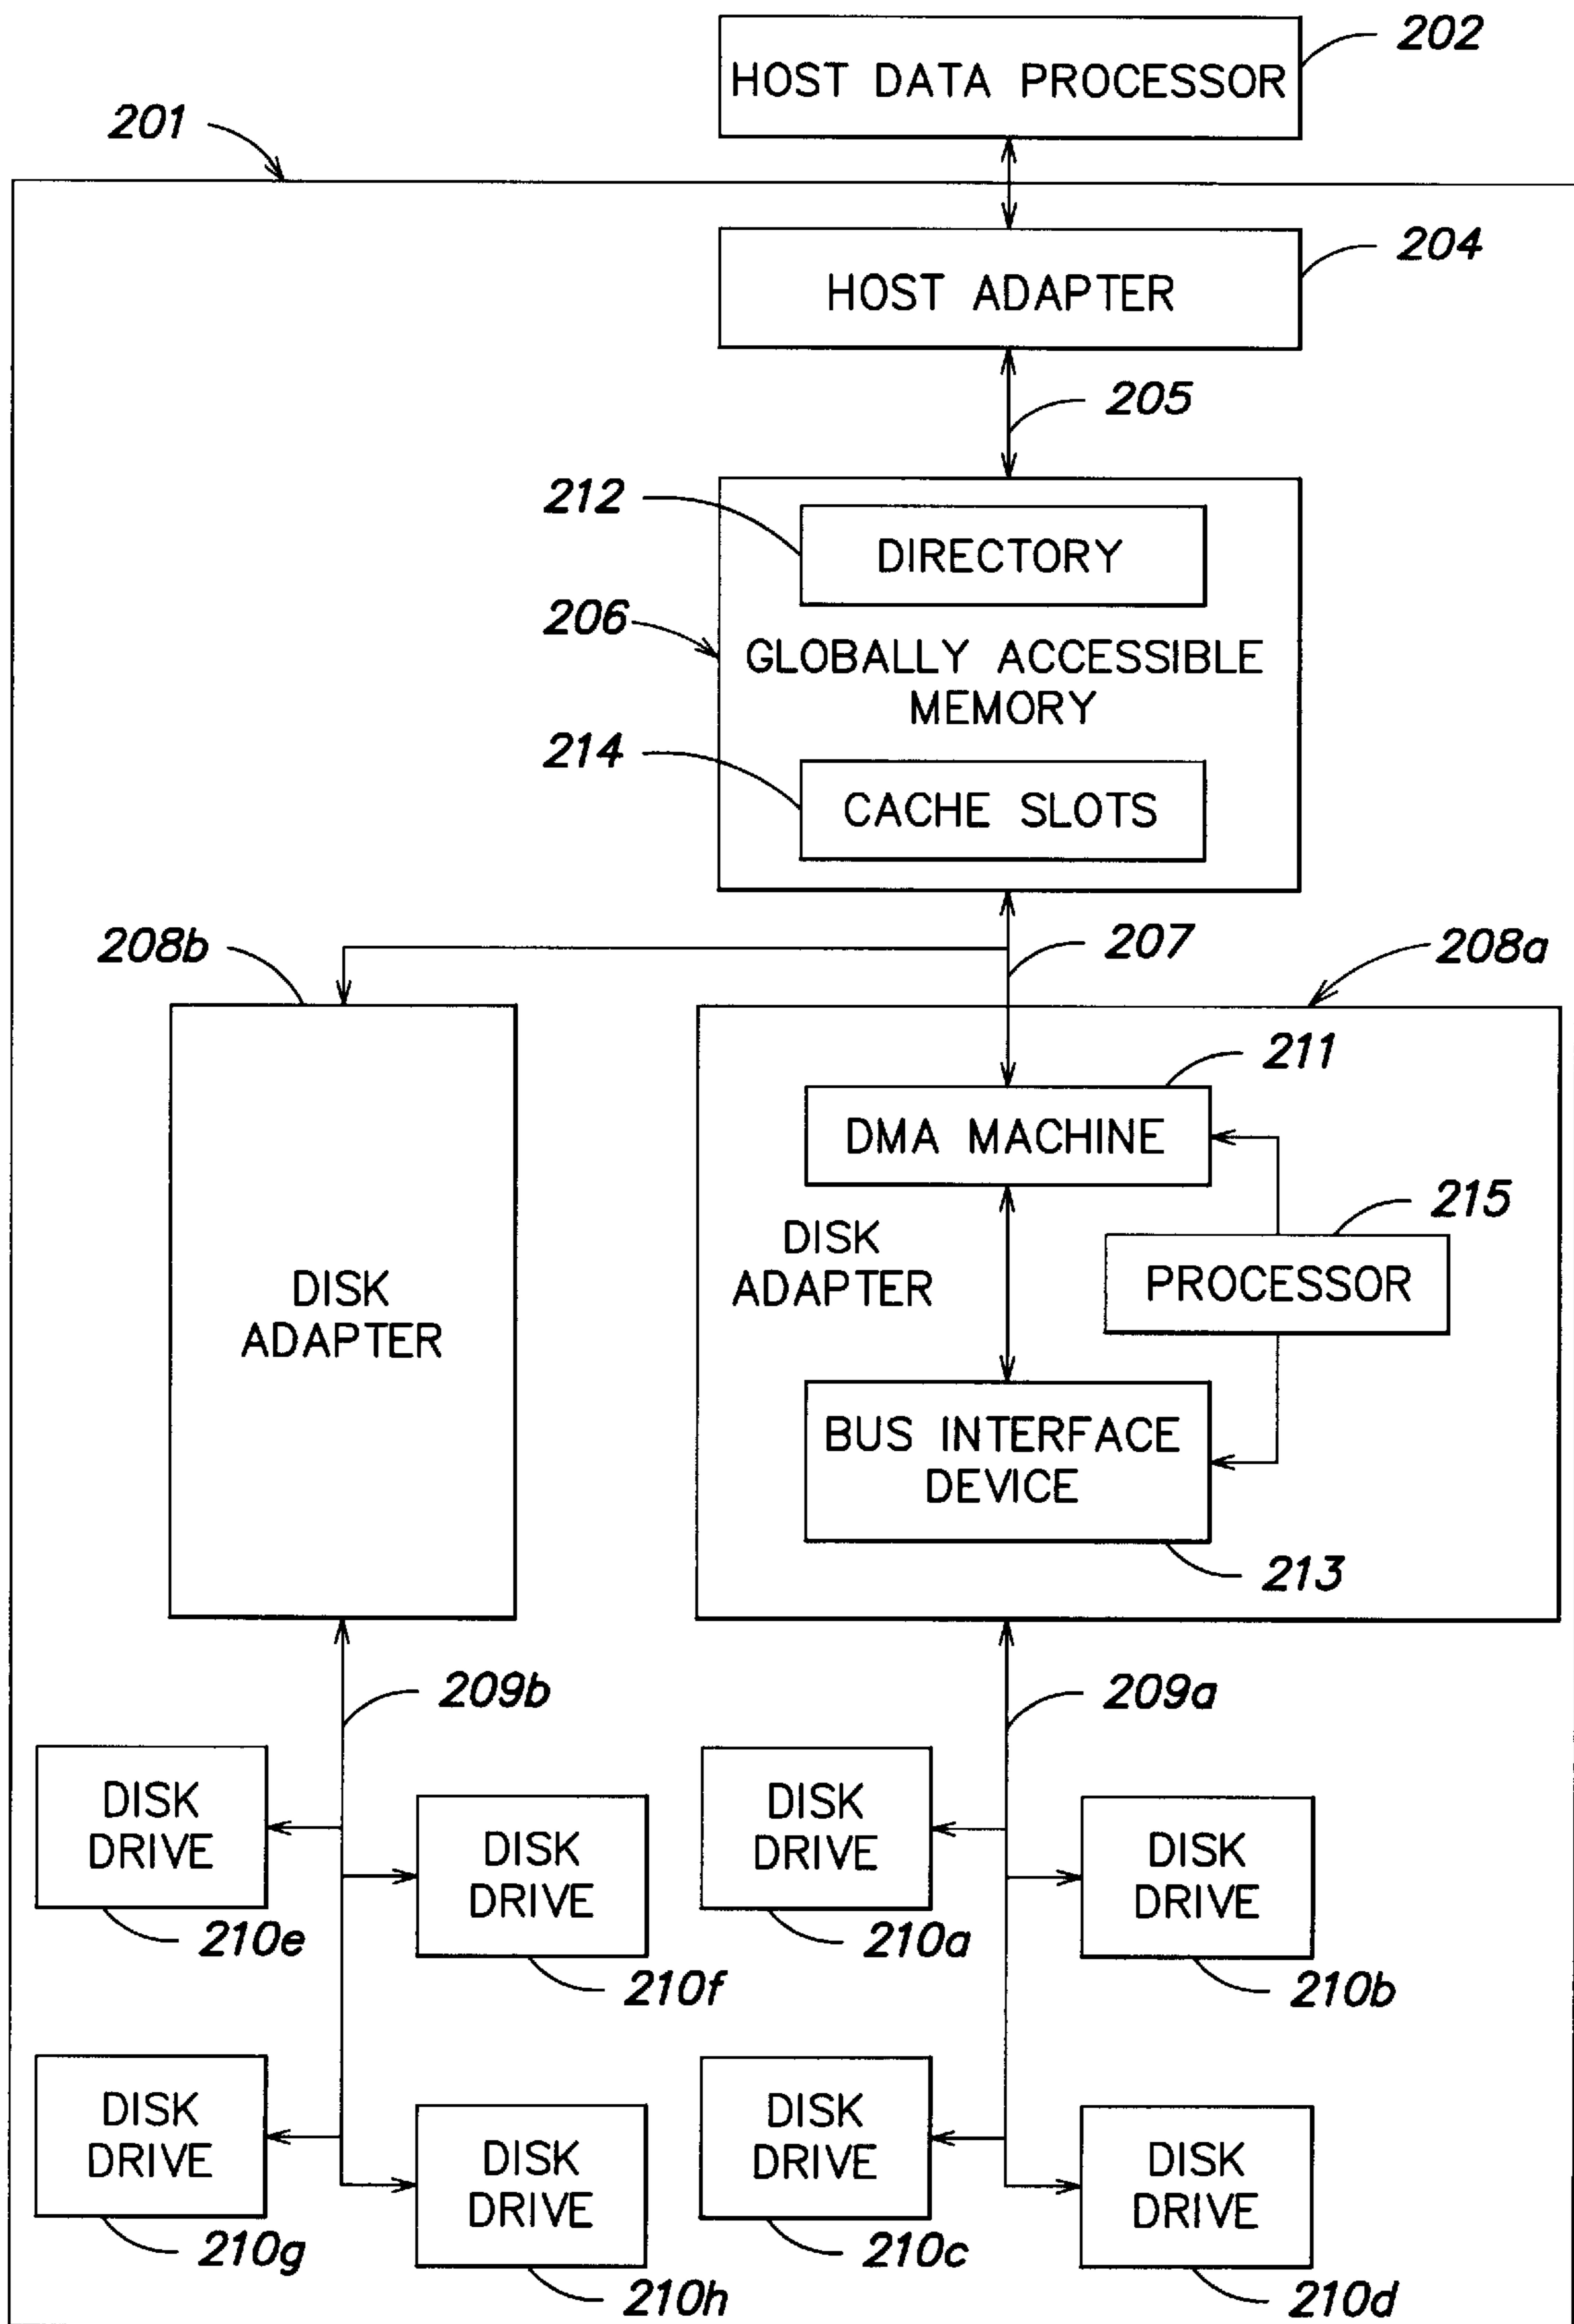 202
HOST DATA PROCESSOR
201
204
HOST ADAPTER
205
212
DIRECTORY
206
GLOBALLY ACCESSIBLE
MEMORY
214
CACHE SLOTS
208b
207
208a
211
DMA MACHINE
215
DISK
ADAPTER
PROCESSOR
DISK
ADAPTER
BUS INTERFACE
DEVICE
213
209b
209a
DISK
DRIVE
210e
DISK
DRIVE
210f
DISK
DRIVE
210a
DISK
DRIVE
210b
DISK
DRIVE
210g
DISK
DRIVE
210h
DISK
DRIVE
210c
DISK
DRIVE
210d